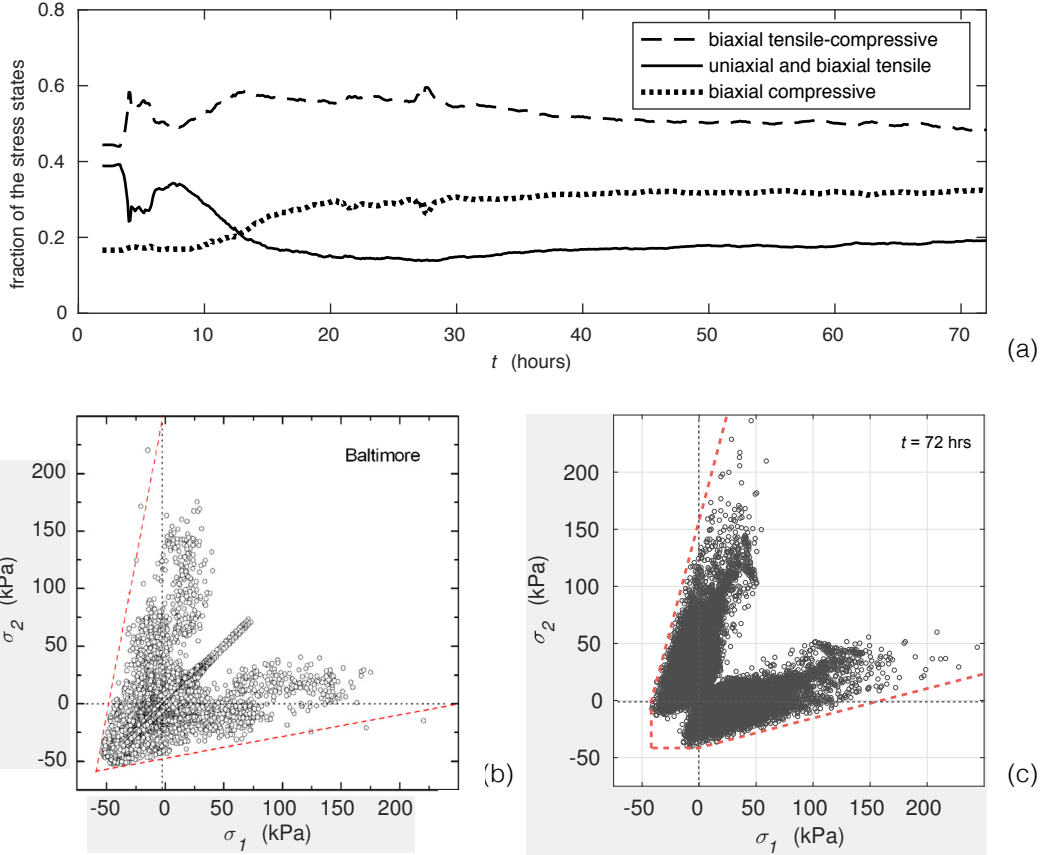 0.8
0.6
0.4
0.2
0
fraction of the stress states
biaxial tensile-compressive
uniaxial and biaxial tensile
biaxial compressive
0 10 20 30 40 50 60 70
t (hours)
(a)
200
150
100
50
0
-50
σ2 (kPa)
Baltimore
-50 0 50 100 150 200
σ1 (kPa)
(b)
200
150
100
50
0
-50
σ2 (kPa)
t = 72 hrs
-50 0 50 100 150 200
σ1 (kPa)
(c)